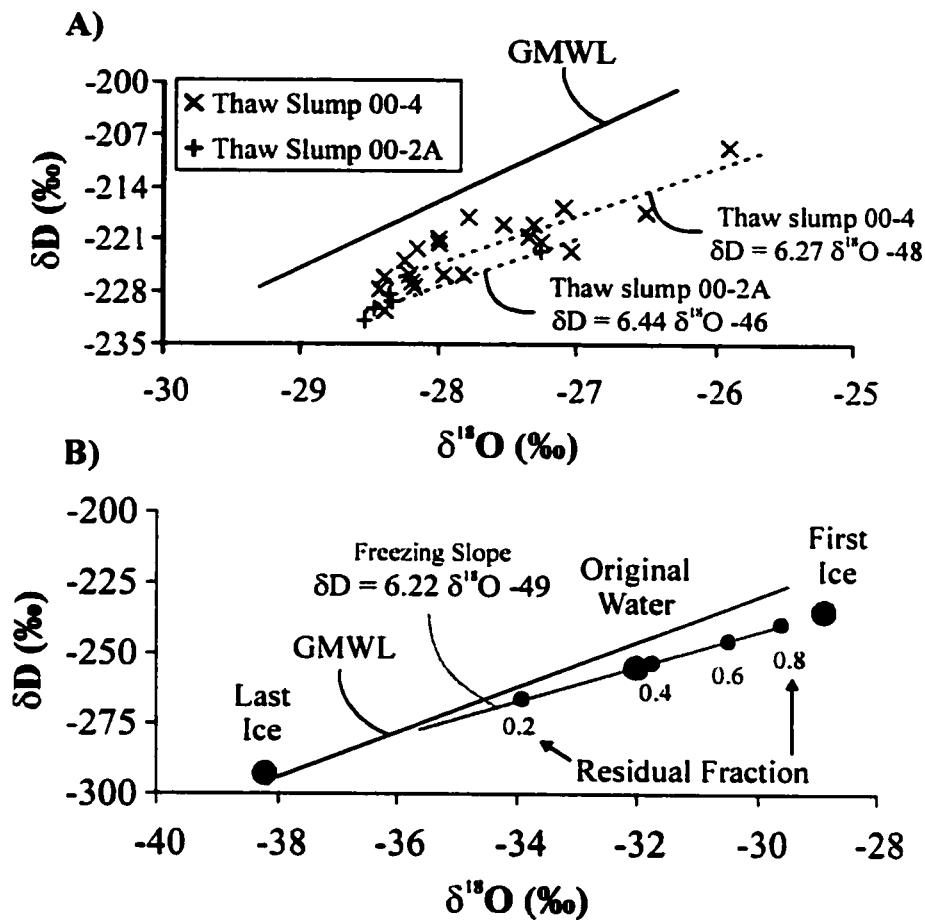 A)
GMWL
× Thaw Slump 00-4
+ Thaw Slump 00-2A
-200
-207
-214
-221
-228
-235
δD (‰)
Thaw slump 00-4
δD = 6.27 δ¹⁸O -48
Thaw slump 00-2A
δD = 6.44 δ¹⁸O -46
-30
-29
-28
-27
-26
-25
δ¹⁸O (‰)
B)
-200
-225
-250
-275
-300
δD (‰)
Freezing Slope
δD = 6.22 δ¹⁸O -49
GMWL
Original
Water
First
Ice
Last
Ice
0.2
0.4
0.6
0.8
Residual Fraction
-40
-38
-36
-34
-32
-30
-28
δ¹⁸O (‰)